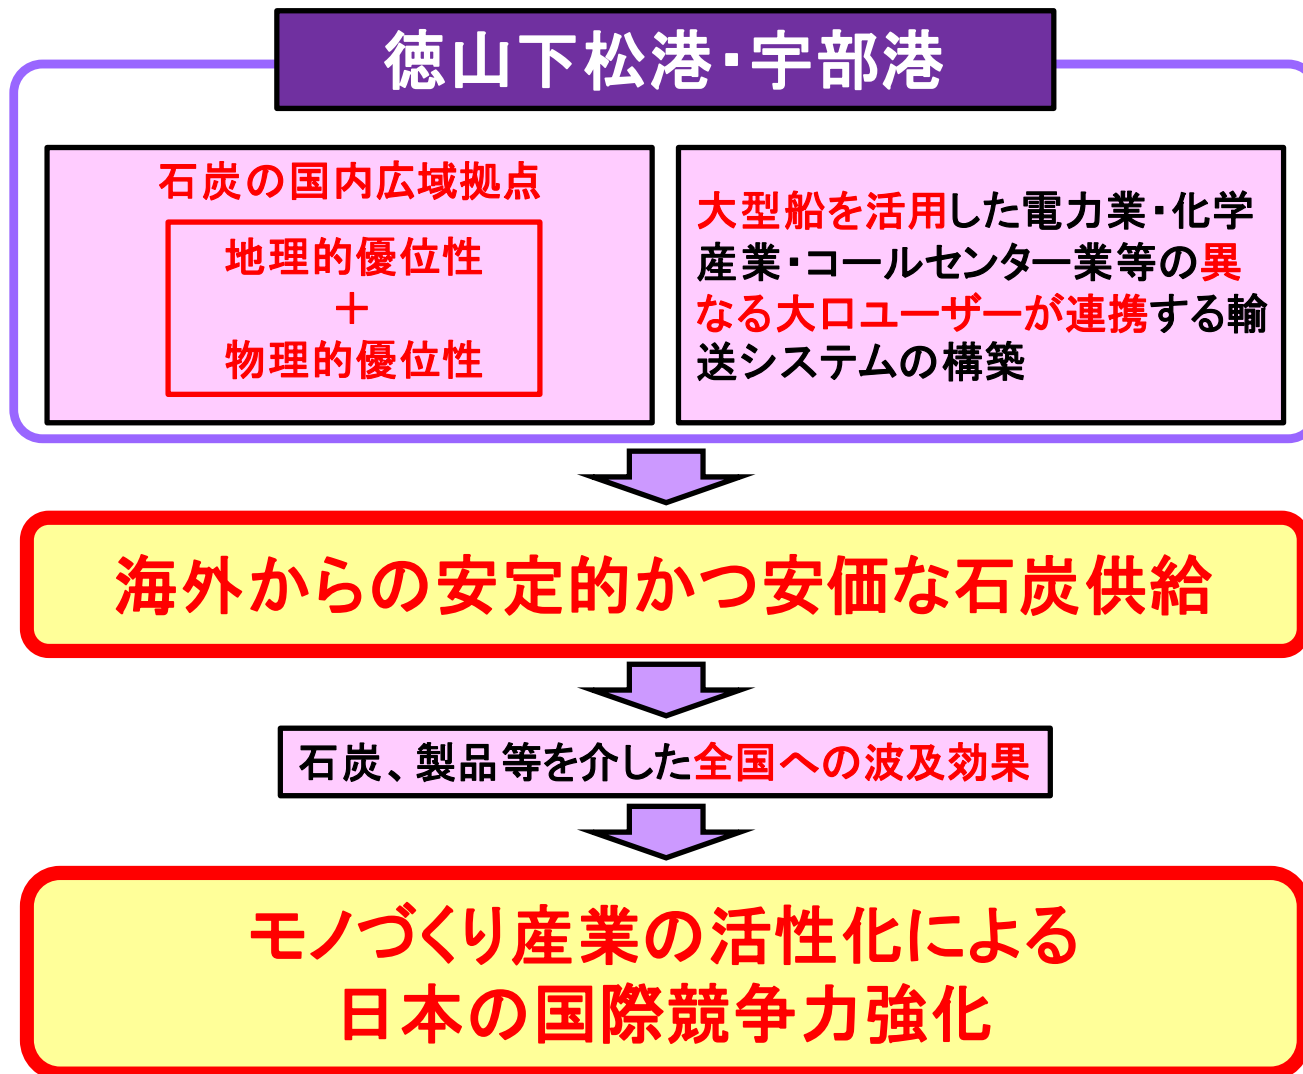 徳山下松港・宇部港
石炭の国内広域拠点
地理的優位性
＋
物理的優位性
大型船を活用した電力業・化学
産業・コールセンター業等の異
なる大口ユーザーが連携する輸
送システムの構築
海外からの安定的かつ安価な石炭供給
石炭、製品等を介した全国への波及効果
モノづくり産業の活性化による
日本の国際競争力強化